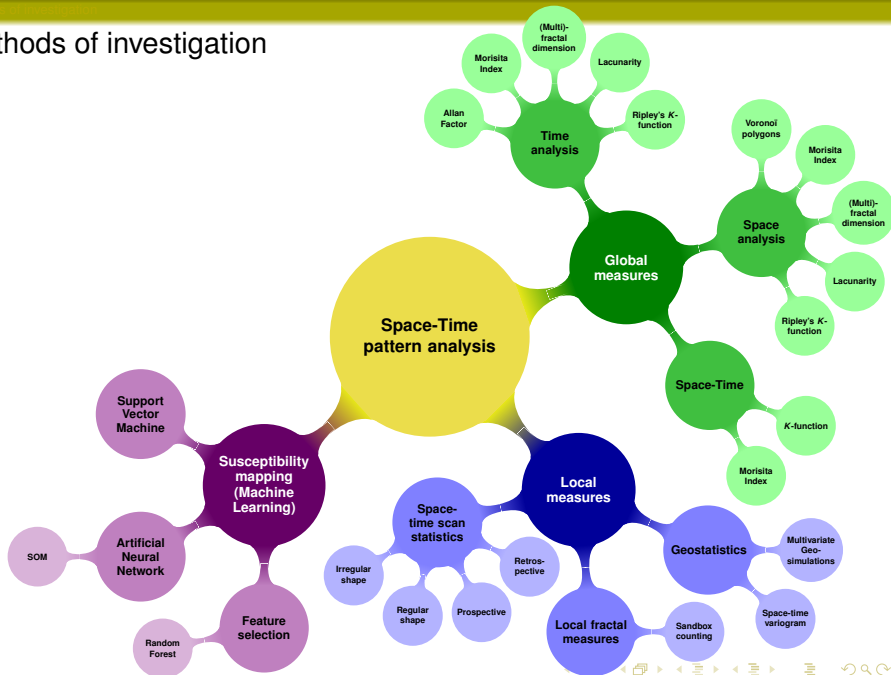 s of investigation
thods of investigation
(Multi)-
fractal
dimension
Morisita
Index
Lacunarity
Allan
Factor
Ripley's K-
function
Time
analysis
Voronoï
polygons
Morisita
Index
(Multi)-
fractal
dimension
Space
analysis
Lacunarity
Ripley's K-
function
Global
measures
Space-Time
K-function
Morisita
Index
Space-Time
pattern analysis
Support
Vector
Machine
Susceptibility
mapping
(Machine
Learning)
Artificial
Neural
Network
SOM
Feature
selection
Random
Forest
Local
measures
Space-
time scan
statistics
Irregular
shape
Regular
shape
Prospective
Retros-
pective
Geostatistics
Multivariate
Geo-
simulations
Space-time
variogram
Local fractal
measures
Sandbox
counting